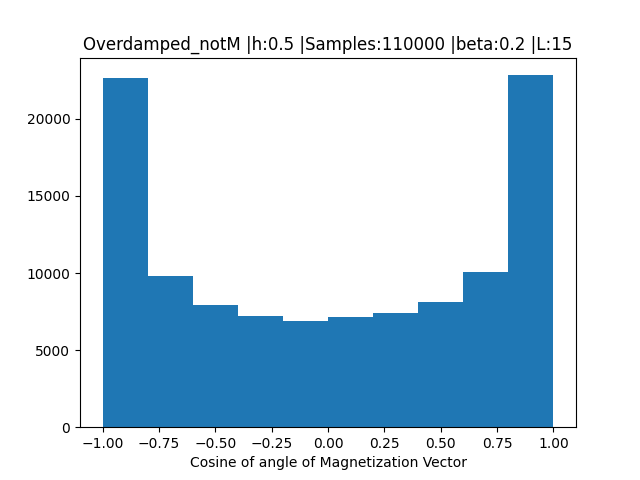 Overdamped_notM |h:0.5 |Samples:110000 |beta:0.2 |L:15
20000
15000
10000
5000
0
−1.00 −0.75 −0.50 −0.25 0.00 0.25 0.50 0.75 1.00
Cosine of angle of Magnetization Vector